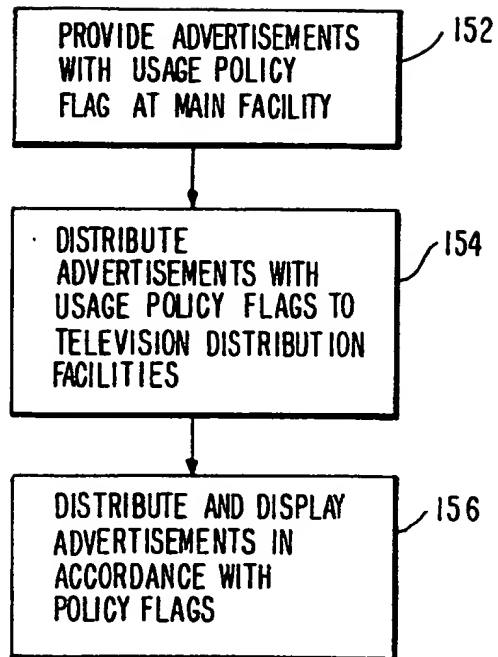 PROVIDE ADVERTISEMENTS
WITH USAGE POLICY
FLAG AT MAIN FACILITY
152
DISTRIBUTE
ADVERTISEMENTS WITH
USAGE POLICY FLAGS TO
TELEVISION DISTRIBUTION
FACILITIES
154
DISTRIBUTE AND DISPLAY
ADVERTISEMENTS IN
ACCORDANCE WITH
POLICY FLAGS
156